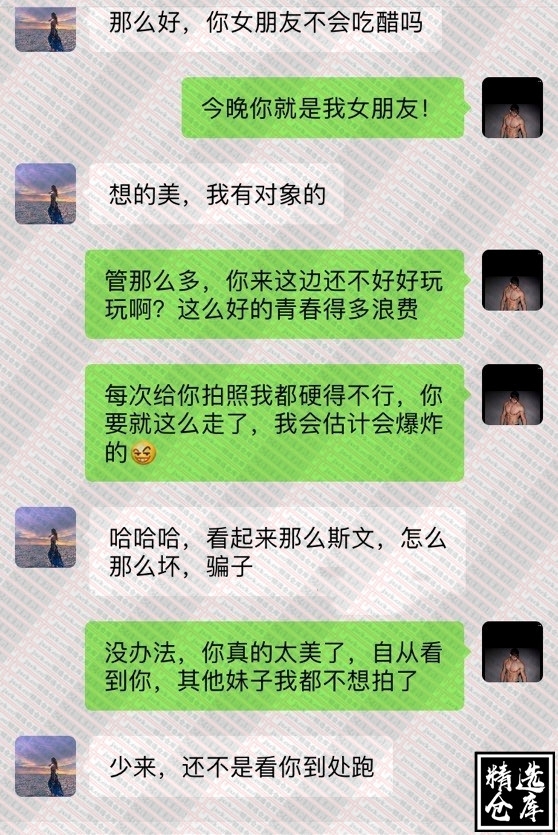 那么好，你女朋友不会吃醋吗
今晚你就是我女朋友！
想的美，我有对象的
管那么多，你来这边还不好好玩
玩啊？这么好的青春得多浪费
每次给你拍照我都硬得不行，你
要就这么走了，我会估计会爆炸
的😆
哈哈哈，看起来那么斯文，怎么
那么坏，骗子
没办法，你真的太美了，自从看
到你，其他妹子我都不想拍了
少来，还不是看你到处跑
精选
仓库